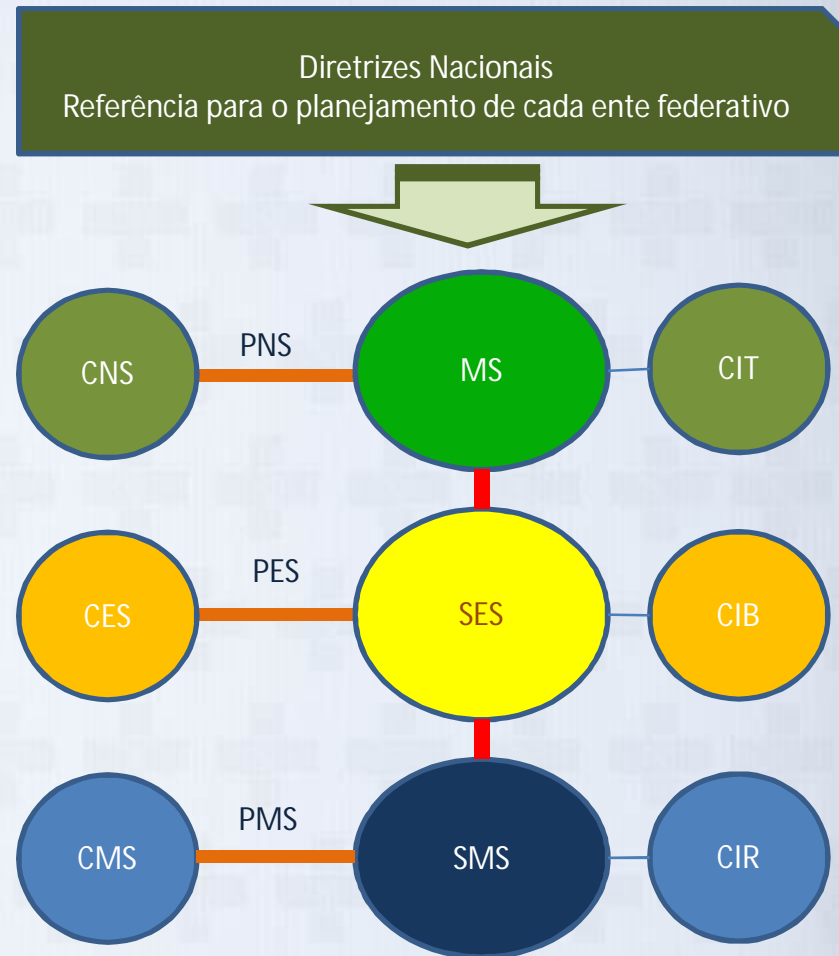 Diretrizes Nacionais
Referência para o planejamento de cada ente federativo
CNS
PNS
MS
CIT
CES
PES
SES
CIB
CMS
PMS
SMS
CIR